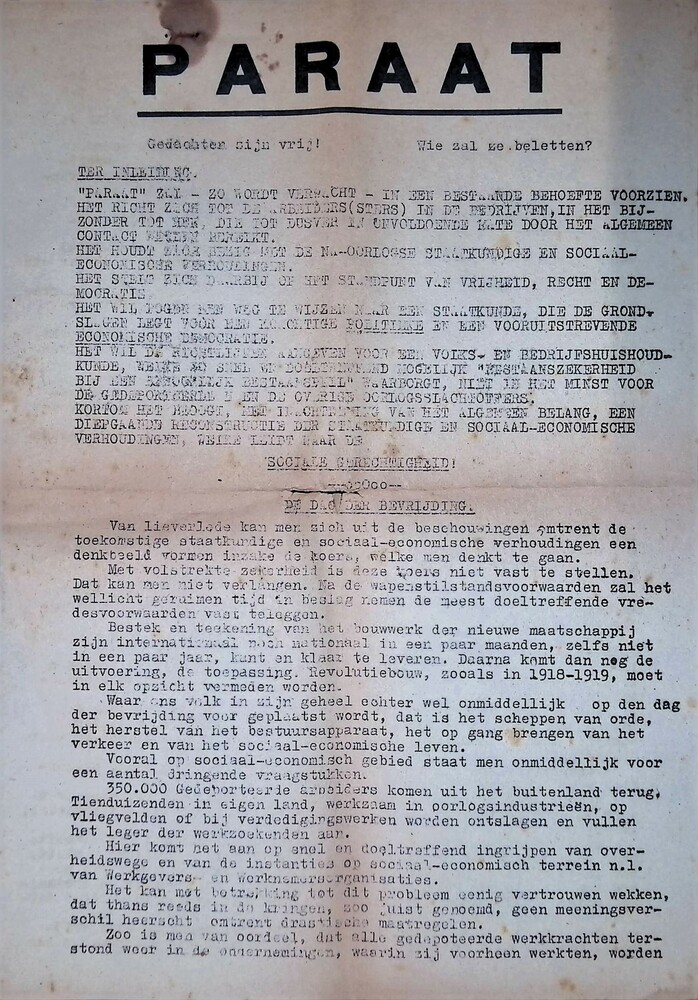 PARAAT
Gedachten zijn vrij! Wie zal ze beletten?
TER INLEIDING.
"PARAAT" ZAL - ZO WORDT VERWACHT - IN EEN BESTAANDE BEHOEFTE VOORZIEN.
HET RICHT ZICH TOT DE ARBEIDERS(STERS) IN DE BEDRIJVEN, IN HET BIJ-
ZONDER TOT HEN, DIE TOT DUSVER IN ONVOLDOENDE MATE DOOR HET ALGEMEEN
CONTACT WERDEN BEREIKT.
HET HOUDT ZICH BEZIG MET DE NA-OORLOGSE STAATKUNDIGE EN SOCIAAL-
ECONOMISCHE VERHOUDINGEN.
HET STELT ZICH DAARBIJ OP HET STANDPUNT VAN VRIJHEID, RECHT EN DE-
MOCRATIE.
HET WIL POGEN EEN WEG TE WIJZEN NAAR EEN STAATKUNDE, DIE DE GROND-
SLAGEN LEGT VOOR EEN KRACHTIGE POLITIEKE EN EEN VOORUITSTREVENDE
ECONOMISCHE DEMOCRATIE.
HET WIL DE RICHTLIJNEN AANGEVEN VOOR EEN VOLKS- EN BEDRIJFSHUISHOUD-
KUNDE, WELKE ZO SNEL EN DOELTREFFEND MOGELIJK "BESTAANSZEKERHEID
BIJ EEN BEHOORLIJK BESTAANSPEIL" WAARBORGT, NIET IN HET MINST VOOR
DE GEDEPORTEERDEN EN DE OVERIGE OORLOGSSLACHTOFFERS.
KORTOM HET BEOOGT, MET INACHTNEMING VAN HET ALGEMEEN BELANG, EEN
DIEPGAANDE RECONSTRUCTIE DER STAATKUNDIGE EN SOCIAAL-ECONOMISCHE
VERHOUDINGEN, WELKE LEIDT NAAR DE
SOCIALE GERECHTIGHEID!
--ooOoo--
DE DAG DER BEVRIJDING.
Van lieverlede kan men zich uit de beschouwingen omtrent de
toekomstige staatkundige en sociaal-economische verhoudingen een
denkbeeld vormen inzake de koers, welke men denkt te gaan.
Met volstrekte zekerheid is deze koers niet vast te stellen.
Dat kan men niet verlangen. Na de wapenstilstandsvoorwaarden zal het
wellicht geruimen tijd in beslag nemen de meest doeltreffende vre-
desvoorwaarden vast teleggen.
Bestek en teekening van het bouwwerk der nieuwe maatschappij
zijn internationaal noch nationaal in een paar maanden, zelfs niet
in een paar jaar, kant en klaar te leveren. Daarna komt dan nog de
uitvoering, de toepassing. Revolutiebouw, zooals in 1918-1919, moet
in elk opzicht vermeden worden.
Waar ons volk in zijn geheel echter wel onmiddellijk op den dag
der bevrijding voor geplaatst wordt, dat is het scheppen van orde,
het herstel van het bestuursapparaat, het op gang brengen van het
verkeer en van het sociaal-economische leven.
Vooral op sociaal-economisch gebied staat men onmiddellijk voor
een aantal dringende vraagstukken.
350.000 Gedeporteerde arbeiders komen uit het buitenland terug,
Tienduizenden in eigen land, werkzaam in oorlogsindustrieën, op
vliegvelden of bij verdedigingswerken worden ontslagen en vullen
het leger der werkzoekenden aan.
Hier komt het aan op snel en doeltreffend ingrijpen van over-
heidswege en van de instanties op sociaal-economisch terrein n.l.
van Werkgevers- en Werknemersorganisaties.
Het kan met betrekking tot dit probleem eenig vertrouwen wekken,
dat thans reeds in de kringen, zoo juist genoemd, geen meeningsver-
schil heerscht omtrent drastische maatregelen.
Zoo is men van oordeel, dat alle gedepoteerde werkkrachten ter-
stond weer in de ondernemingen, waarin zij voorheen werkten, worden